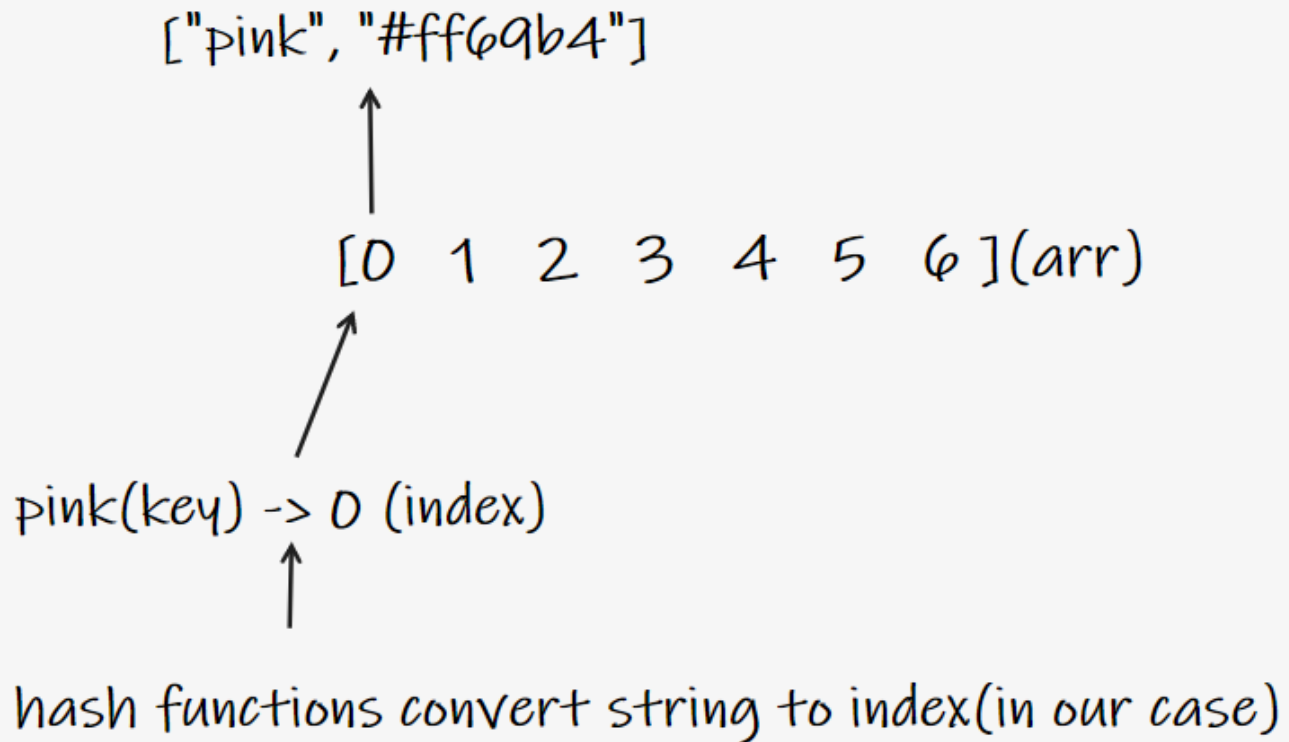 ["pink", "#ff69b4"]
[0 1 2 3 4 5 6](arr)
pink(key) -> 0 (index)
hash functions convert string to index(in our case)